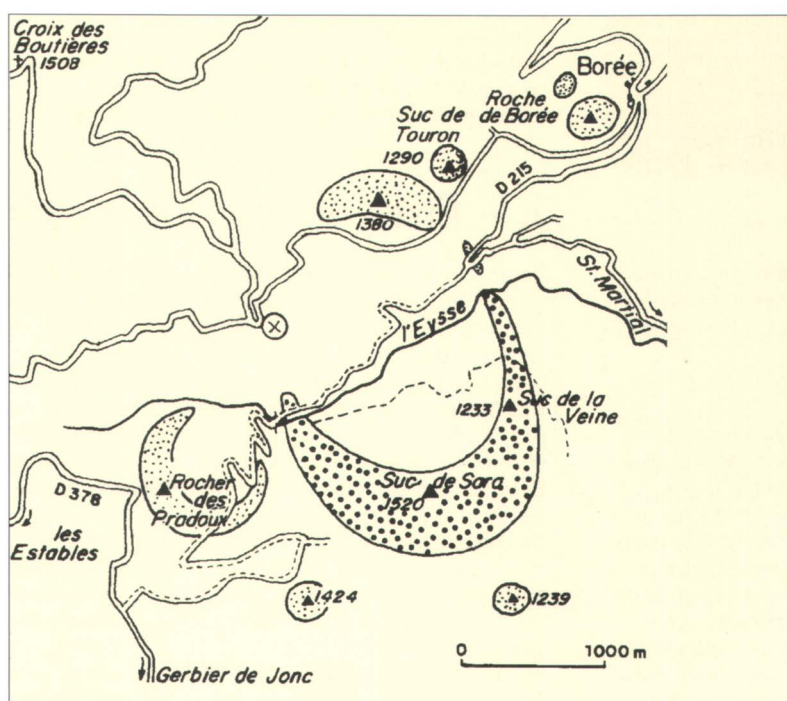 Croix des
Boutières
1508
Borée
Roche
de Borée
Suc de
Touron
1290
1380
D 215
St. Martial
l'Eysse
1233
Suc de la
Veine
Suc de Sara
1520
Rocher
des
Pradoux
D 378
les
Estables
1424
1239
0 1000 m
Gerbier de Jonc